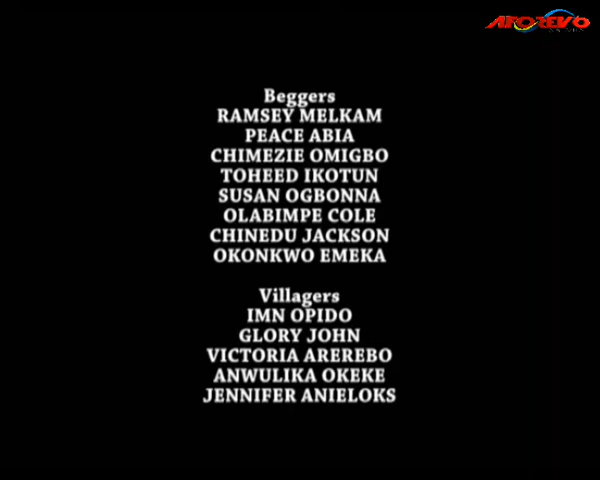 AFOREVO
Beggers
RAMSEY MELKAM
PEACE ABIA
CHIMEZIE OMIGBO
TOHEED IKOTUN
SUSAN OGBONNA
OLABIMPE COLE
CHINEDU JACKSON
OKONKWO EMEKA
Villagers
IMN OPIDO
GLORY JOHN
VICTORIA AREREBO
ANWULIKA OKEKE
JENNIFER ANIELOKS